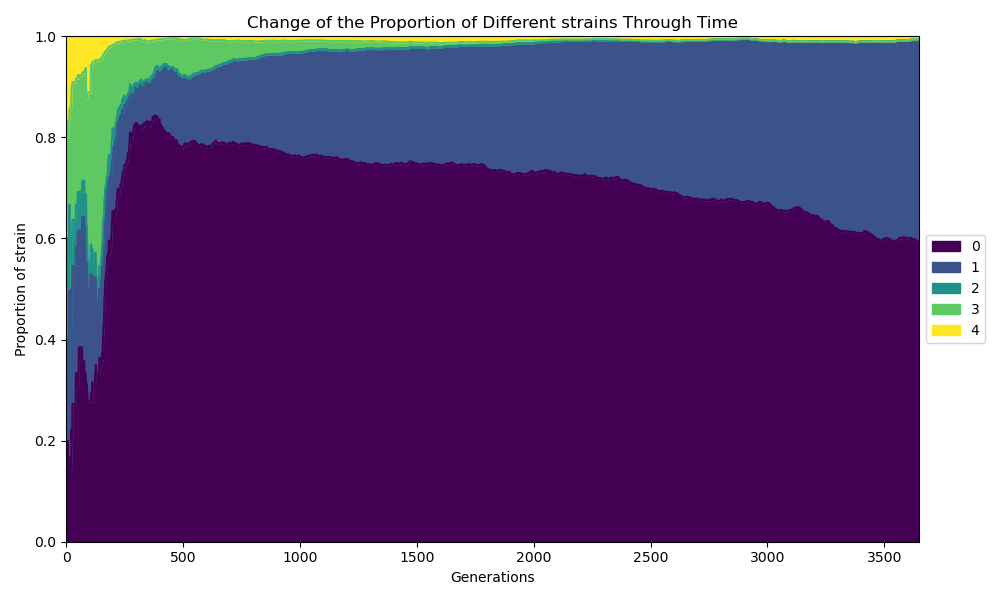 Change of the Proportion of Different strains Through Time
1.0
0.8
0.6
0.4
0.2
0.0
Proportion of strain
0 500 1000 1500 2000 2500 3000 3500
Generations
0
1
2
3
4